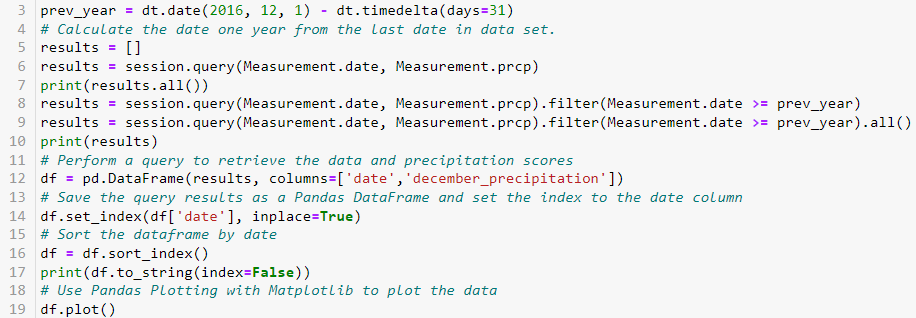 3 prev_year = dt.date(2016, 12, 1) - dt.timedelta(days=31)
4 # Calculate the date one year from the last date in data set.
5 results = []
6 results = session.query(Measurement.date, Measurement.prcp)
7 print(results.all())
8 results = session.query(Measurement.date, Measurement.prcp).filter(Measurement.date >= prev_year)
9 results = session.query(Measurement.date, Measurement.prcp).filter(Measurement.date >= prev_year).all()
10 print(results)
11 # Perform a query to retrieve the data and precipitation scores
12 df = pd.DataFrame(results, columns=['date','december_precipitation'])
13 # Save the query results as a Pandas DataFrame and set the index to the date column
14 df.set_index(df['date'], inplace=True)
15 # Sort the dataframe by date
16 df = df.sort_index()
17 print(df.to_string(index=False))
18 # Use Pandas Plotting with Matplotlib to plot the data
19 df.plot()